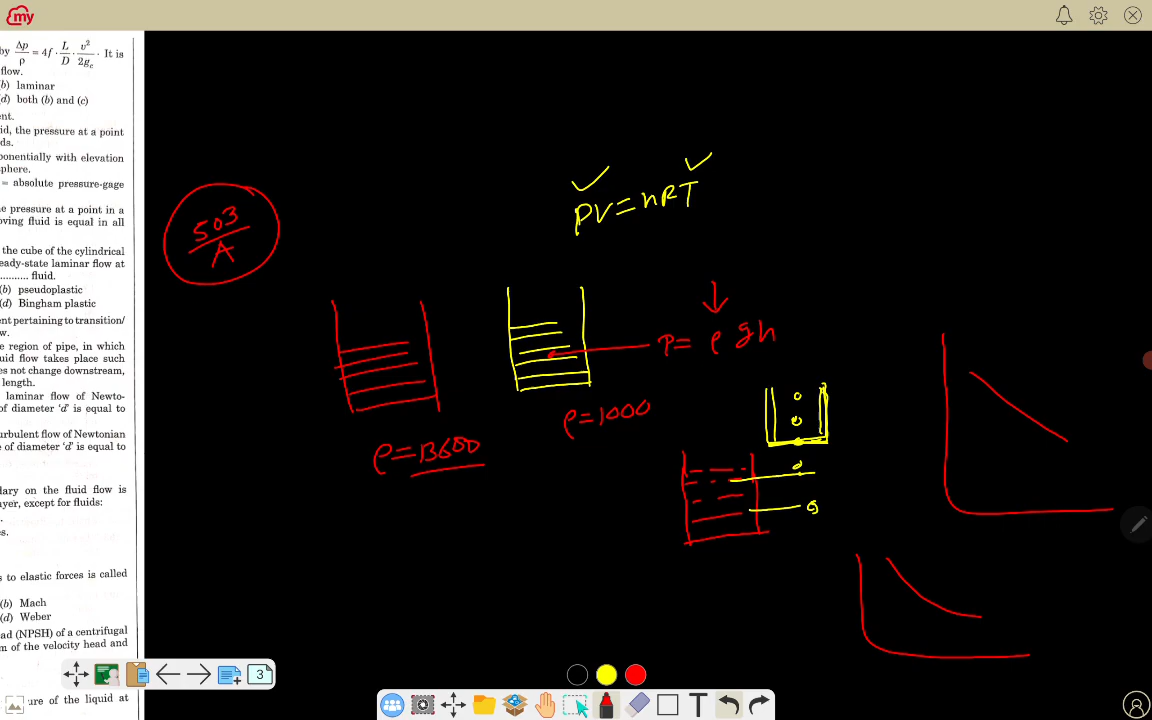 my
by Δp/ρ = 4f · L/D · v²/2g_c . It is
flow.
b) laminar
d) both (b) and (c)
ent.
id, the pressure at a point
ds.
ponentially with elevation
sphere.
= absolute pressure-gage
e pressure at a point in a
oving fluid is equal in all
the cube of the cylindrical
eady-state laminar flow at
.......... fluid.
b) pseudoplastic
d) Bingham plastic
ent pertaining to transition/
w.
e region of pipe, in which
uid flow takes place such
es not change downstream,
length.
laminar flow of Newto-
of diameter 'd' is equal to
urbulent flow of Newtonian
e of diameter 'd' is equal to
dary on the fluid flow is
ayer, except for fluids:
es.
s to elastic forces is called
(b) Mach
(d) Weber
ead (NPSH) of a centrifugal
m of the velocity head and
ure of the liquid at
503/A
PV=nRT
P= ρgh
ρ=1000
ρ=13600
3
T